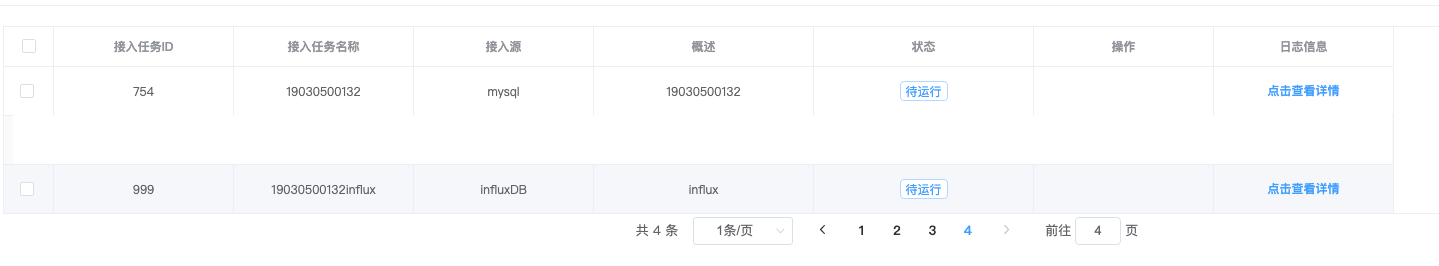 接入任务ID 接入任务名称 接入源 概述 状态 操作 日志信息
754 19030500132 mysql 19030500132 待运行 点击查看详情
999 19030500132influx influxDB influx 待运行 点击查看详情
共 4 条 1条/页 1 2 3 4 前往 4 页